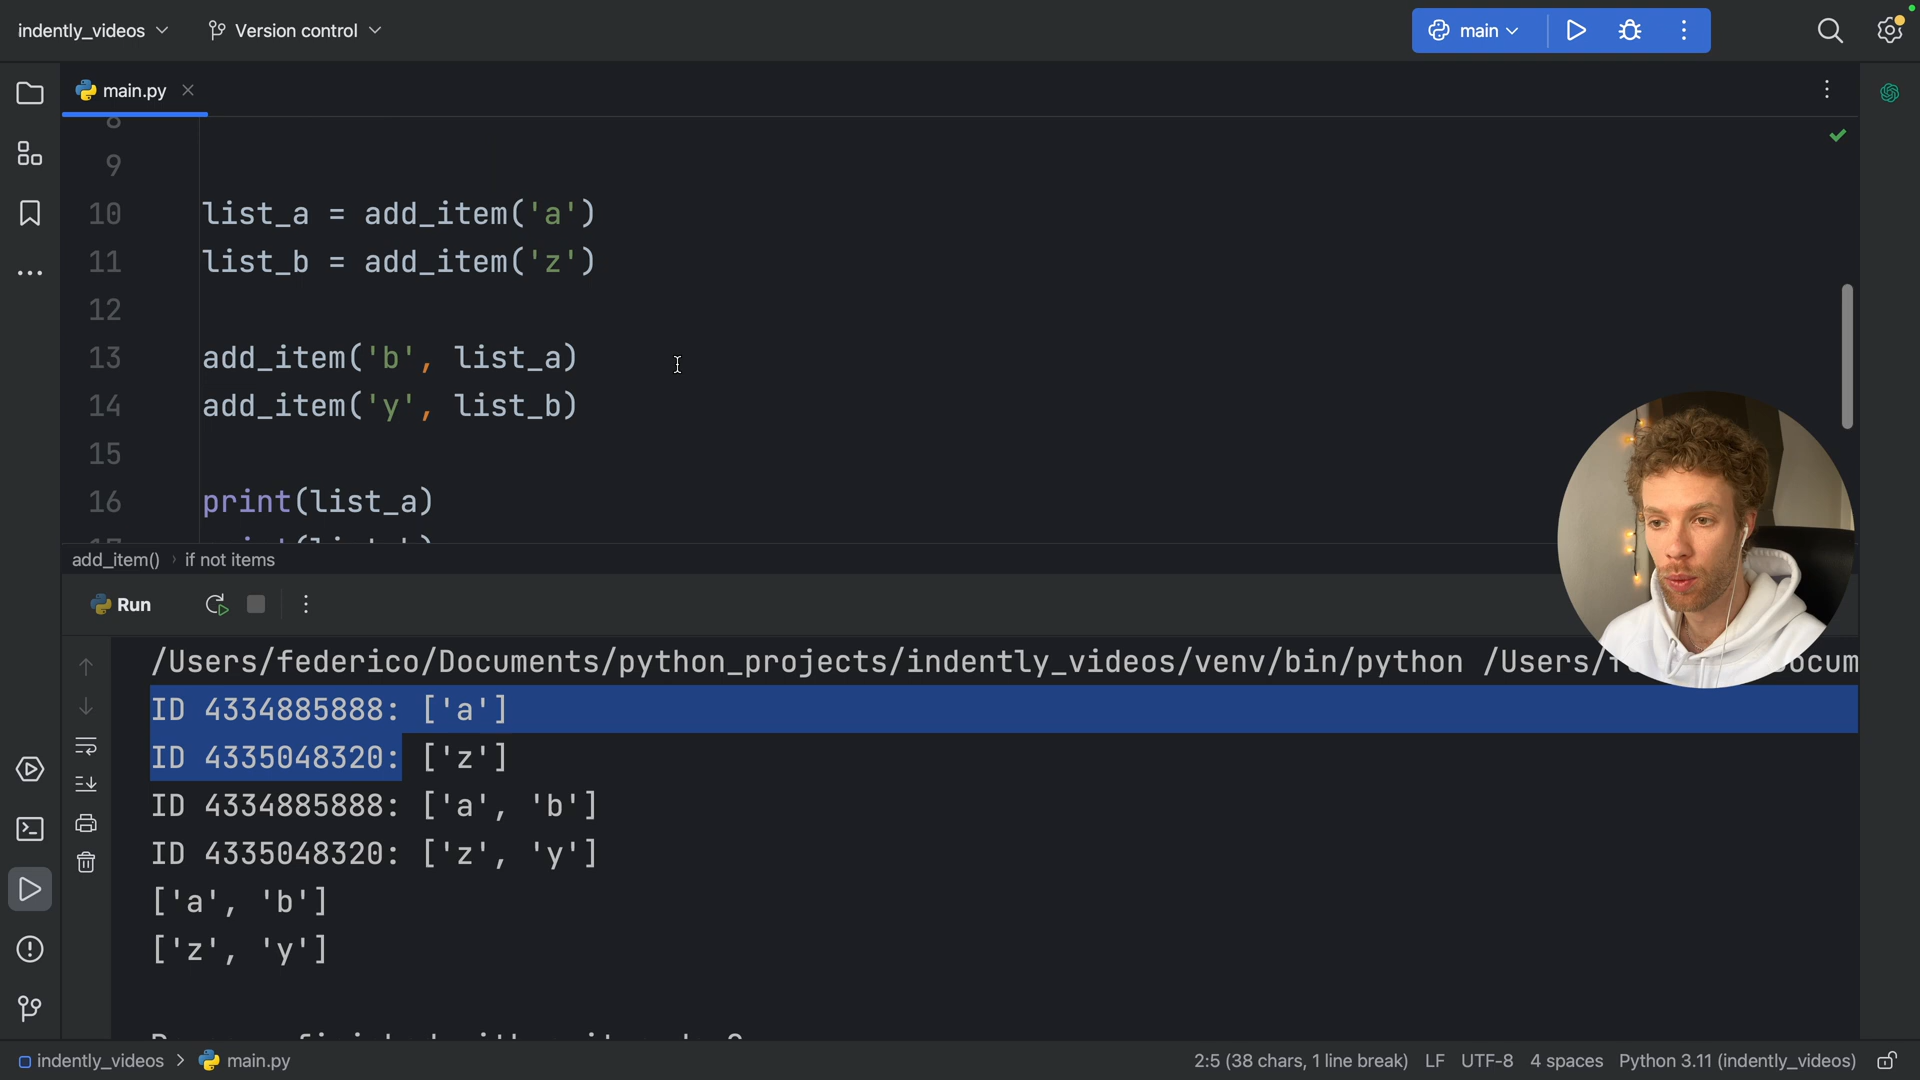 indently_videos
Version control
main
main.py
8
9
10 list_a = add_item('a')
11 list_b = add_item('z')
12
13 add_item('b', list_a)
14 add_item('y', list_b)
15
16 print(list_a)
add_item() › if not items
Run
/Users/federico/Documents/python_projects/indently_videos/venv/bin/python /Users/
ID 4334885888: ['a']
ID 4335048320: ['z']
ID 4334885888: ['a', 'b']
ID 4335048320: ['z', 'y']
['a', 'b']
['z', 'y']
indently_videos > main.py
2:5 (38 chars, 1 line break) LF UTF-8 4 spaces Python 3.11 (indently_videos)